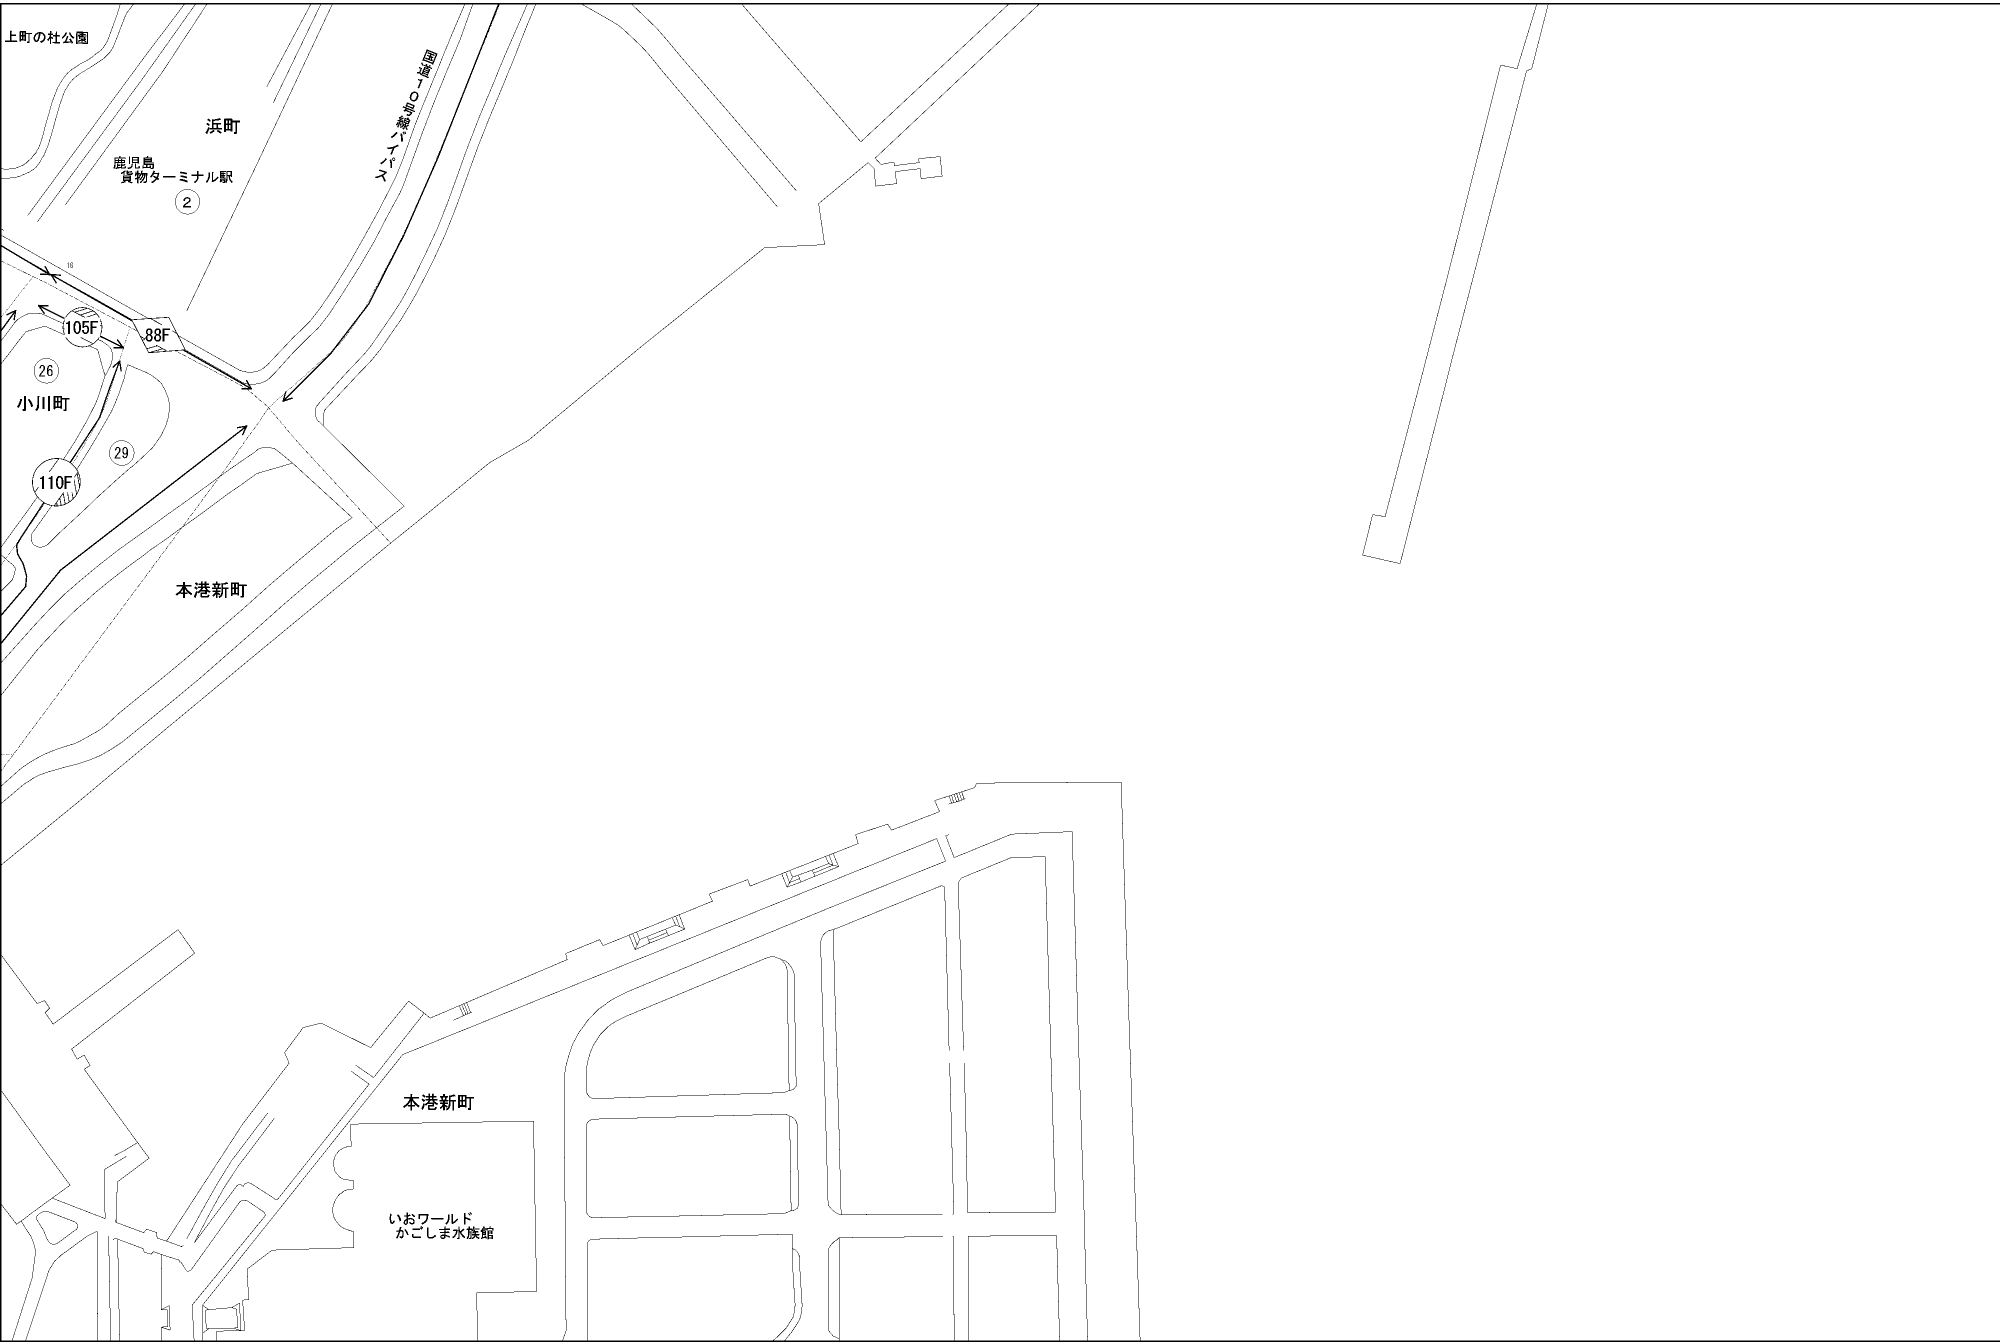 上町の杜公園
国道10号線バイパス
浜町
鹿児島
貨物ターミナル駅
2
16
105F
88F
26
小川町
29
110F
本港新町
本港新町
いおワールド
かごしま水族館